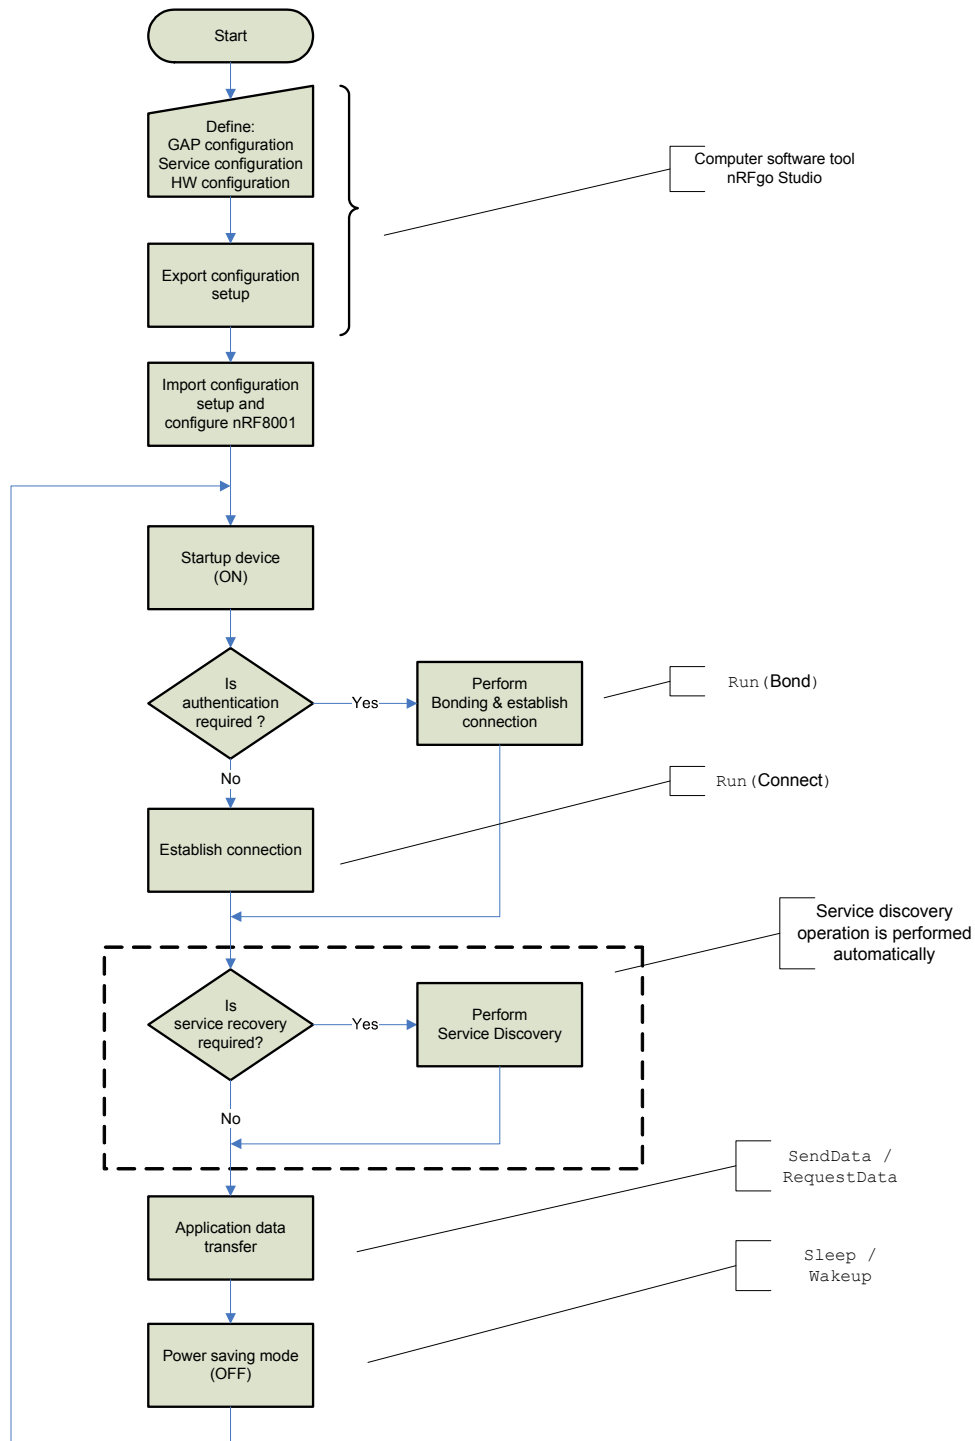 Start
Define:
GAP configuration
Service configuration
HW configuration
Computer software tool
nRFgo Studio
Export configuration
setup
Import configuration
setup and
configure nRF8001
Startup device
(ON)
Is
authentication
required ?
Yes
Perform
Bonding & establish
connection
Run(Bond)
No
Run(Connect)
Establish connection
Service discovery
operation is performed
automatically
Is
service recovery
required?
Yes
Perform
Service Discovery
No
SendData /
RequestData
Application data
transfer
Sleep /
Wakeup
Power saving mode
(OFF)